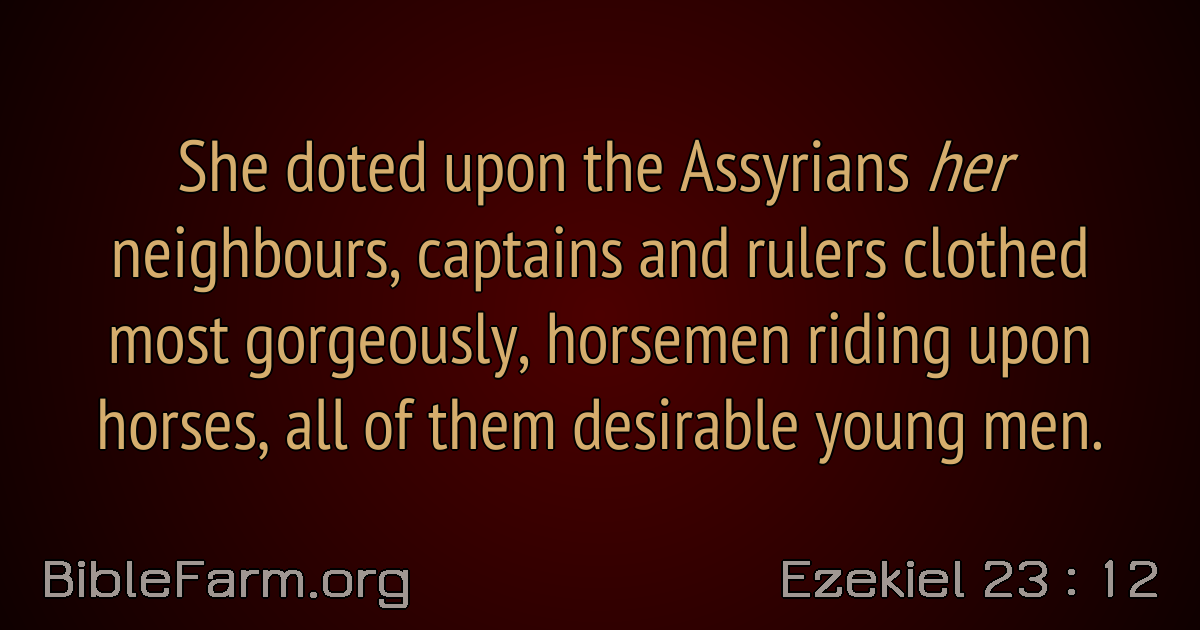 She doted upon the Assyrians her
neighbours, captains and rulers clothed
most gorgeously, horsemen riding upon
horses, all of them desirable young men.
BibleFarm.org
Ezekiel 23 : 12